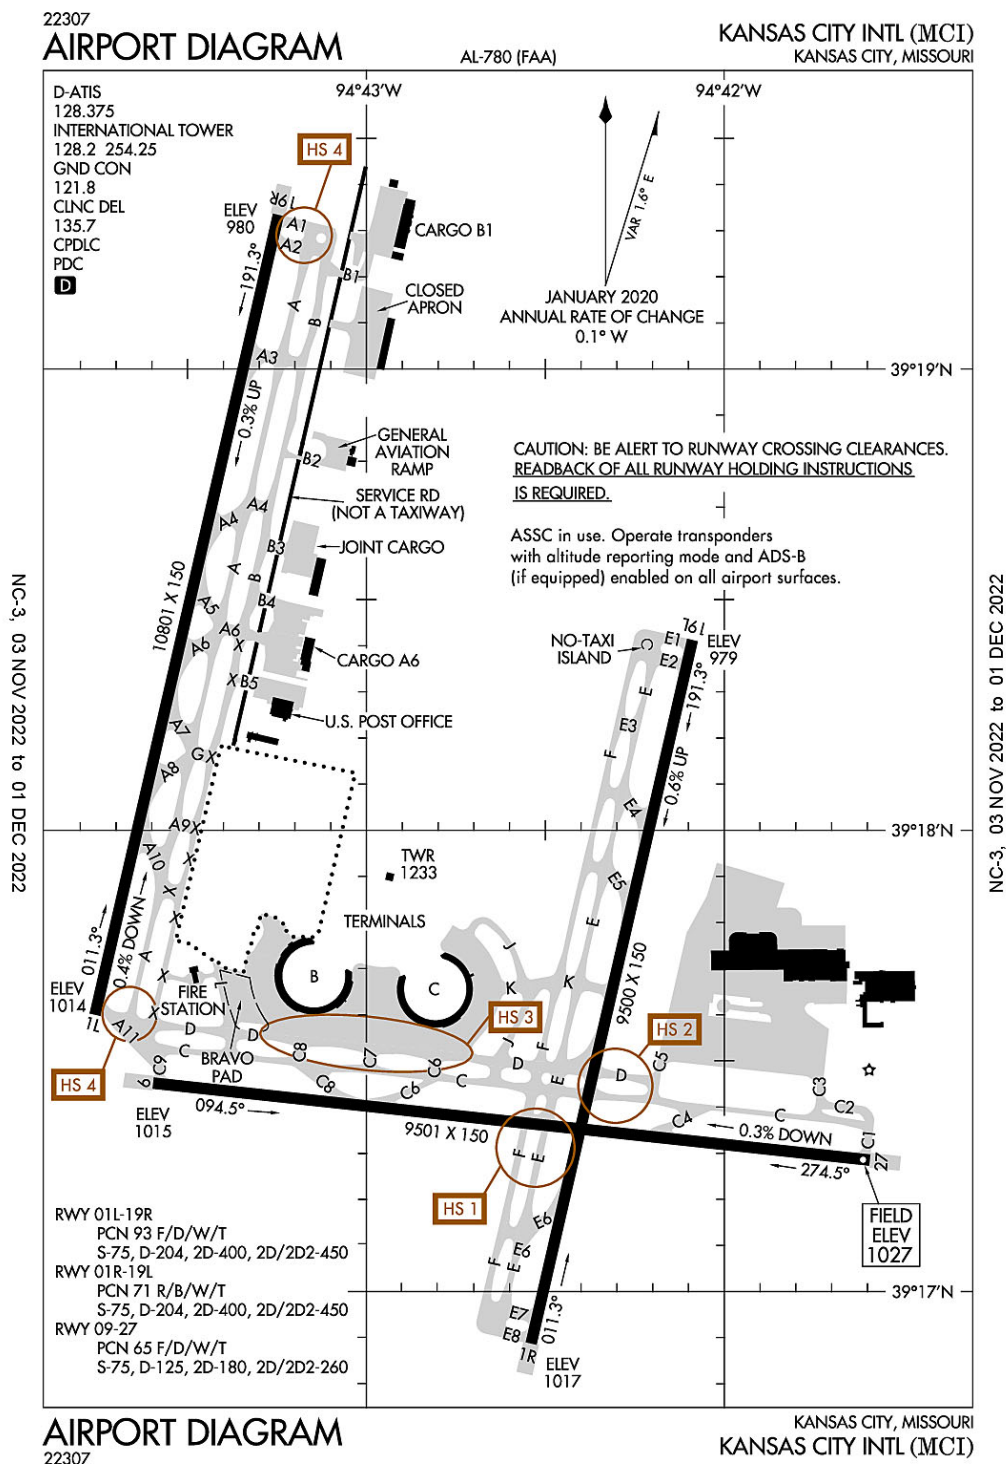 22307
AIRPORT DIAGRAM
AL-780 (FAA)
KANSAS CITY INTL (MCI)
KANSAS CITY, MISSOURI
D-ATIS
128.375
INTERNATIONAL TOWER
128.2 254.25
GND CON
121.8
CLNC DEL
135.7
CPDLC
PDC
D
94°43'W
94°42'W
HS 4
19R
ELEV
980
A1
A2
191.3°
CARGO B1
B1
VAR 1.6° E
CLOSED
APRON
JANUARY 2020
ANNUAL RATE OF CHANGE
0.1° W
A
B
A3
39°19'N
0.3% UP
GENERAL
AVIATION
RAMP
B2
CAUTION: BE ALERT TO RUNWAY CROSSING CLEARANCES.
READBACK OF ALL RUNWAY HOLDING INSTRUCTIONS
IS REQUIRED.
SERVICE RD
(NOT A TAXIWAY)
A4
A4
B3
JOINT CARGO
ASSC in use. Operate transponders
with altitude reporting mode and ADS-B
(if equipped) enabled on all airport surfaces.
A
B
10801 X 150
A5
B4
A6
A6
X
CARGO A6
NO-TAXI
ISLAND
C
E1
19L
ELEV
979
E2
X
B5
E
191.3°
U.S. POST OFFICE
A7
E3
G
X
F
A8
0.6% UP
E4
A9
X
39°18'N
A10
X
TWR
1233
E5
X
X
TERMINALS
E
011.3°
0.4% DOWN
A
J
X
B
C
K
K
9500 X 150
ELEV
1014
1L
FIRE
STATION
L
HS 3
HS 2
A11
X
D
X
D
C
C8
C7
J
F
C6
D
C5
BRAVO
PAD
HS 4
C9
9
C8
C6
C
E
D
C3
C2
094.5°
ELEV
1015
9501 X 150
C4
C
0.3% DOWN
C1
27
274.5°
F
E
HS 1
FIELD
ELEV
1027
RWY 01L-19R
PCN 93 F/D/W/T
S-75, D-204, 2D-400, 2D/2D2-450
RWY 01R-19L
PCN 71 R/B/W/T
S-75, D-204, 2D-400, 2D/2D2-450
RWY 09-27
PCN 65 F/D/W/T
S-75, D-125, 2D-180, 2D/2D2-260
E6
E6
F
E
39°17'N
E7
E8
011.3°
1R
ELEV
1017
NC-3, 03 NOV 2022 to 01 DEC 2022
NC-3, 03 NOV 2022 to 01 DEC 2022
AIRPORT DIAGRAM
22307
KANSAS CITY, MISSOURI
KANSAS CITY INTL (MCI)